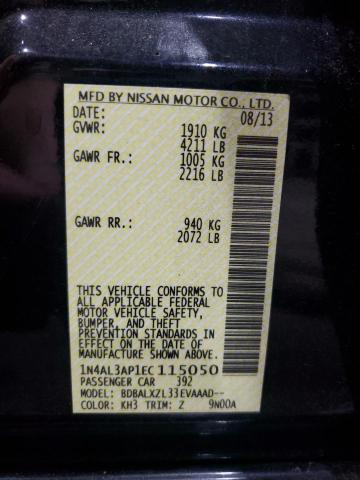 MFD BY NISSAN MOTOR CO., LTD.
DATE: 08/13
GVWR: 1910 KG
4211 LB
GAWR FR.: 1005 KG
2216 LB
GAWR RR.: 940 KG
2072 LB
THIS VEHICLE CONFORMS TO
ALL APPLICABLE FEDERAL
MOTOR VEHICLE SAFETY,
BUMPER, AND THEFT
PREVENTION STANDARDS IN
EFFECT ON THE DATE OF
MANUFACTURE SHOWN ABOVE.
1N4AL3AP1EC115050
PASSENGER CAR 392
MODEL: BDBALXZL33EVAAAD--
COLOR: KH3 TRIM: Z 9N00A